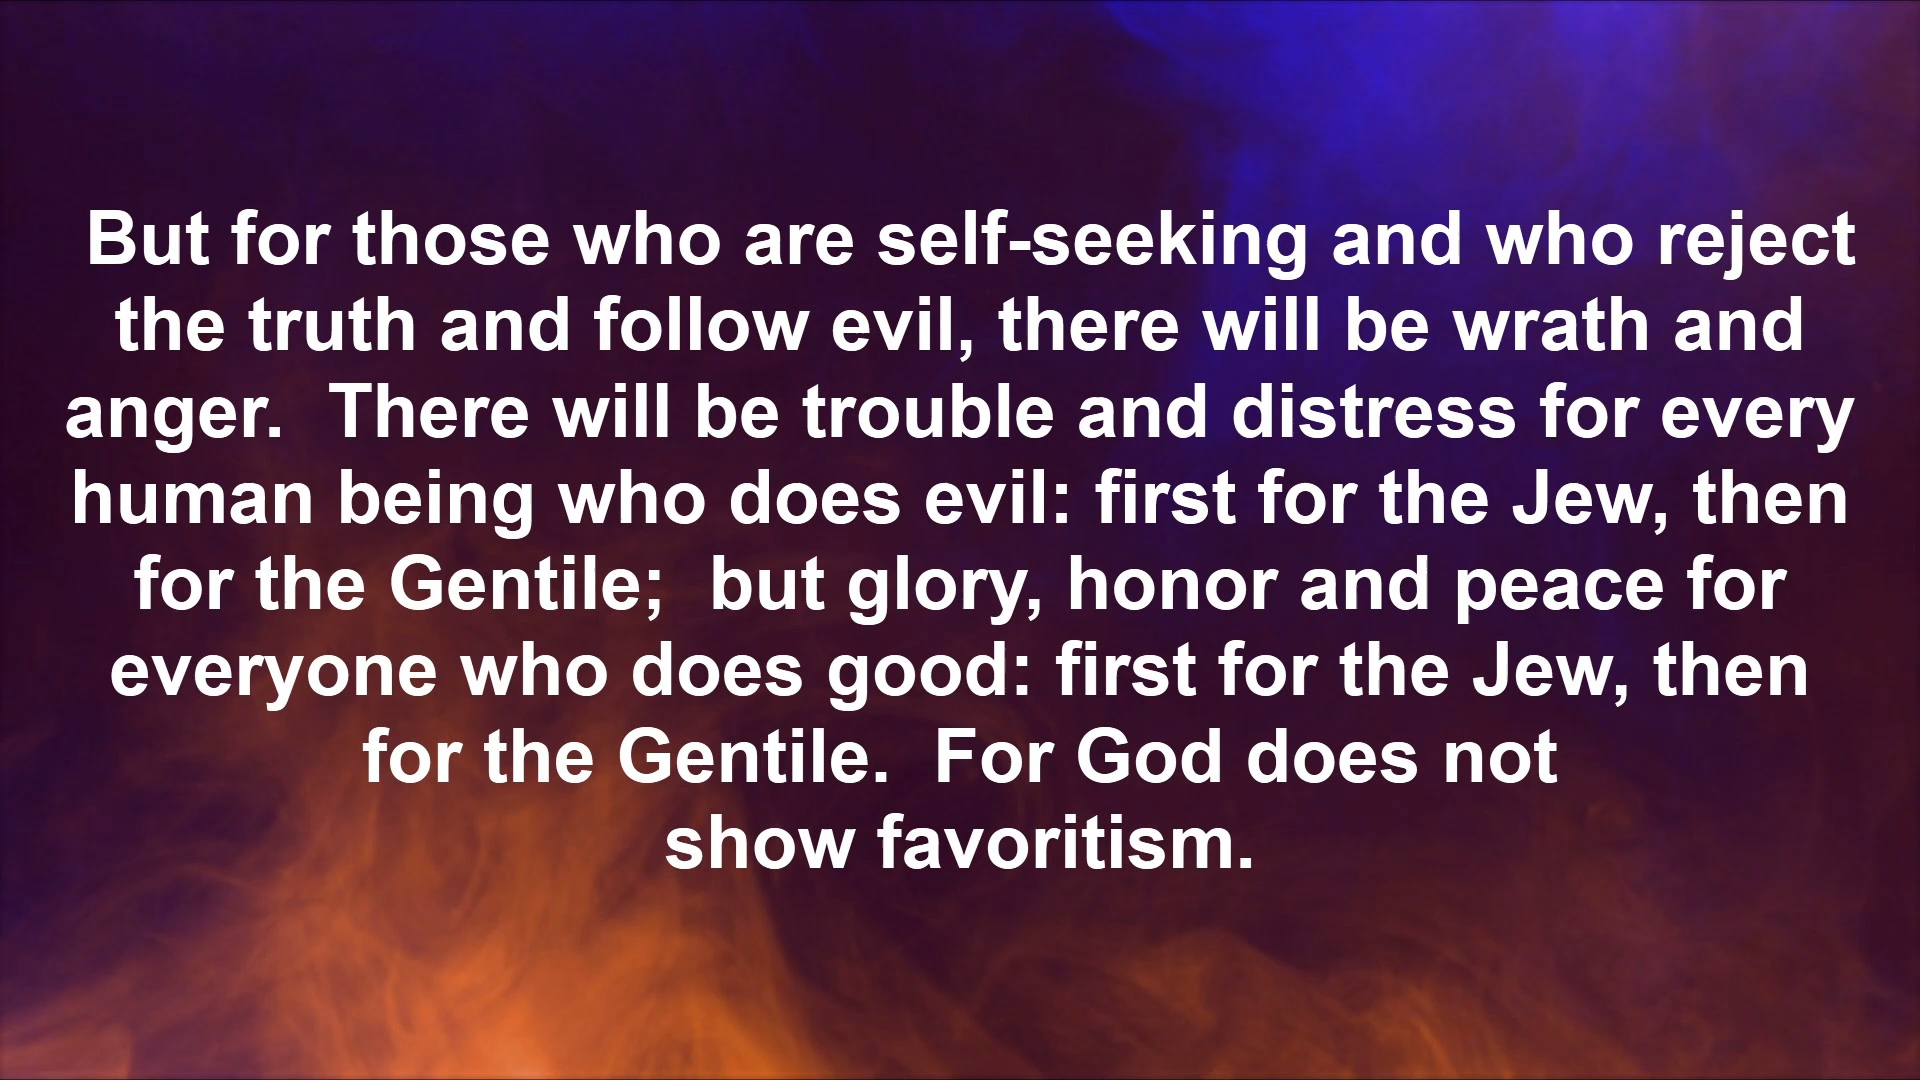 But for those who are self-seeking and who reject
the truth and follow evil, there will be wrath and
anger.  There will be trouble and distress for every
human being who does evil: first for the Jew, then
for the Gentile;  but glory, honor and peace for
everyone who does good: first for the Jew, then
for the Gentile.  For God does not
show favoritism.